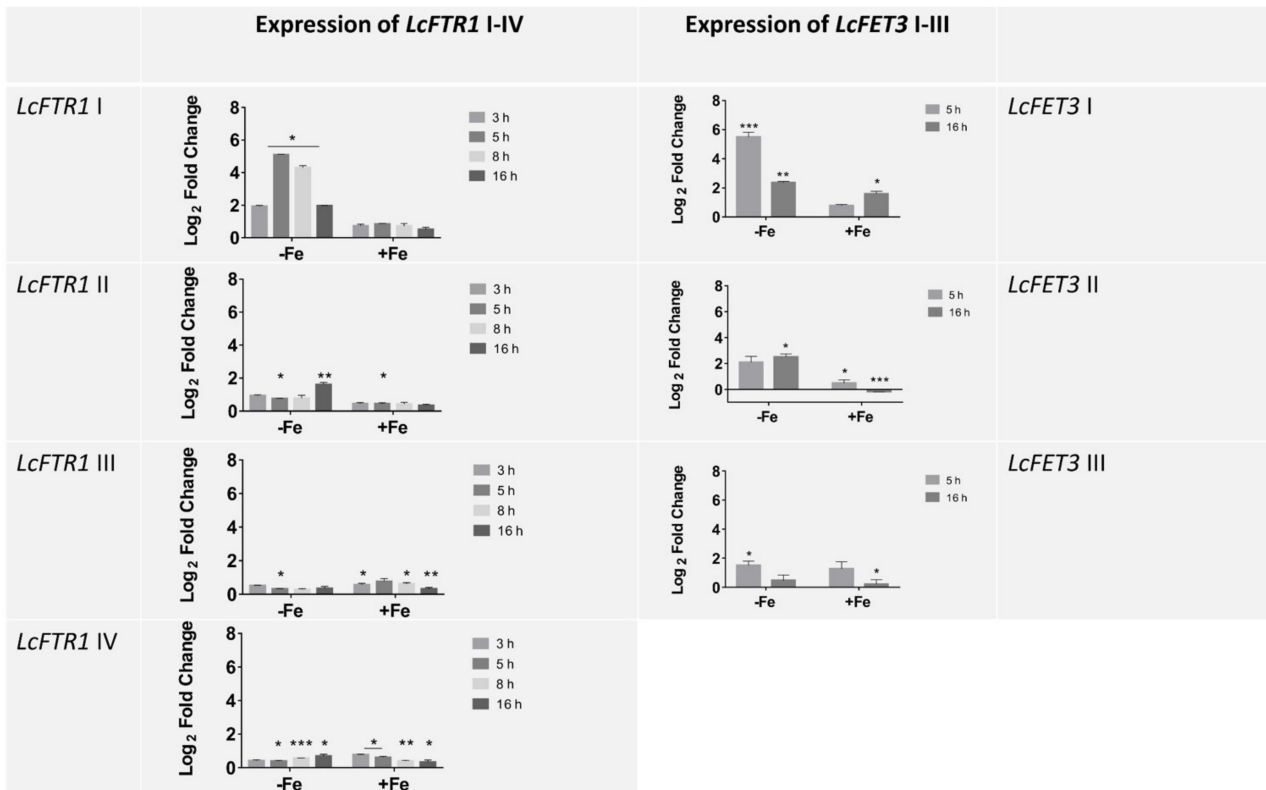 Expression of LcFTR1 I-IV
Expression of LcFET3 I-III
LcFTR1 I
Log2 Fold Change
8
6
4
2
0
*
-Fe
+Fe
3 h
5 h
8 h
16 h
Log2 Fold Change
8
6
4
2
0
***
**
*
-Fe
+Fe
5 h
16 h
LcFET3 I
LcFTR1 II
Log2 Fold Change
8
6
4
2
0
*
**
*
-Fe
+Fe
3 h
5 h
8 h
16 h
Log2 Fold Change
8
6
4
2
0
*
*
***
-Fe
+Fe
5 h
16 h
LcFET3 II
LcFTR1 III
Log2 Fold Change
8
6
4
2
0
*
*
*
**
-Fe
+Fe
3 h
5 h
8 h
16 h
Log2 Fold Change
8
6
4
2
0
*
*
-Fe
+Fe
5 h
16 h
LcFET3 III
LcFTR1 IV
Log2 Fold Change
8
6
4
2
0
*
***
*
*
**
*
-Fe
+Fe
3 h
5 h
8 h
16 h